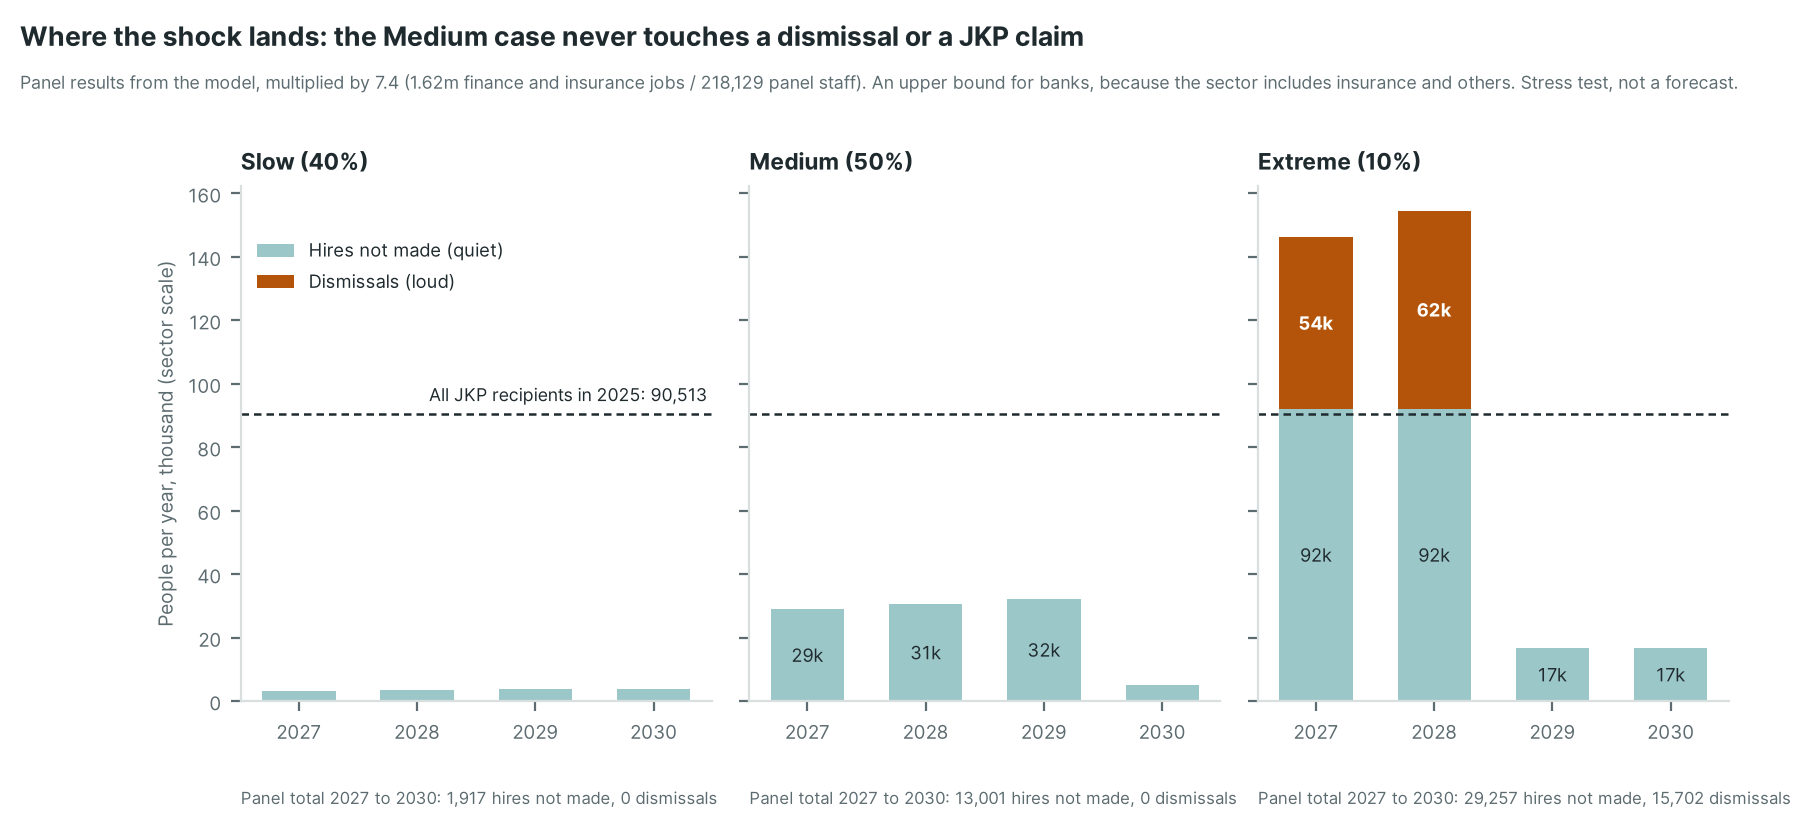 Where the shock lands: the Medium case never touches a dismissal or a JKP claim
Panel results from the model, multiplied by 7.4 (1.62m finance and insurance jobs / 218,129 panel staff). An upper bound for banks, because the sector includes insurance and others. Stress test, not a forecast.
Slow (40%)
People per year, thousand (sector scale)
160
140
120
100
80
60
40
20
0
Hires not made (quiet)
Dismissals (loud)
All JKP recipients in 2025: 90,513
2027 2028 2029 2030
Panel total 2027 to 2030: 1,917 hires not made, 0 dismissals
Medium (50%)
29k 31k 32k
2027 2028 2029 2030
Panel total 2027 to 2030: 13,001 hires not made, 0 dismissals
Extreme (10%)
54k 62k
92k 92k
17k 17k
2027 2028 2029 2030
Panel total 2027 to 2030: 29,257 hires not made, 15,702 dismissals